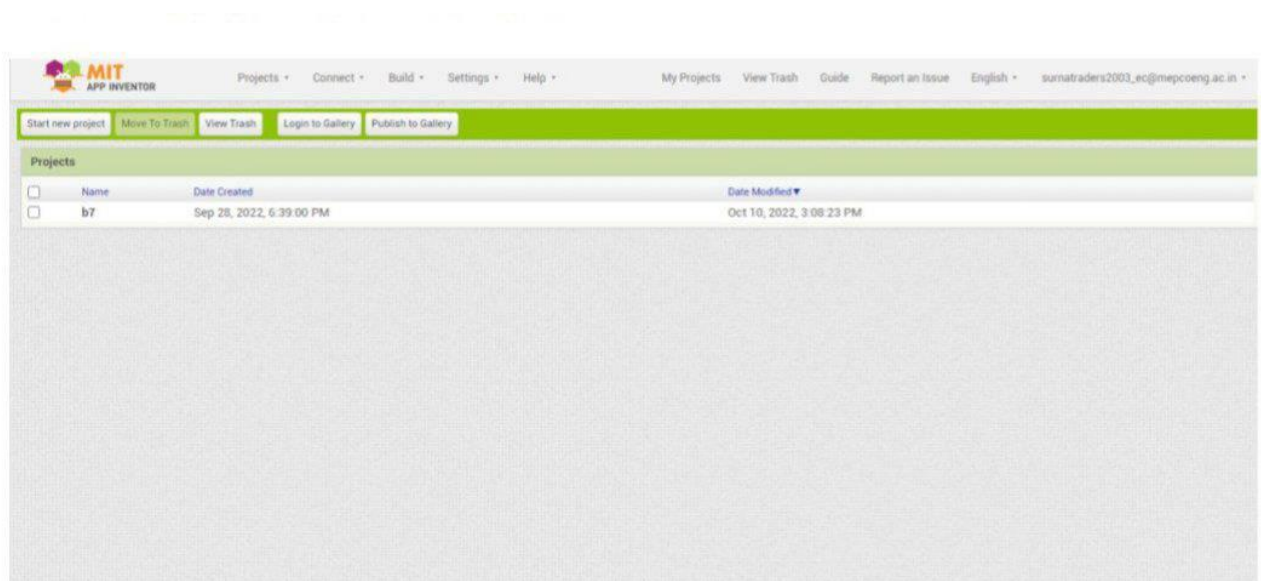 MIT
APP INVENTOR
Projects Connect Build Settings Help My Projects View Trash Guide Report an Issue English surnatraders2003_ec@mepcoeng.ac.in
Start new project Move To Trash View Trash Login to Gallery Publish to Gallery
Projects
Name Date Created Date Modified
b7 Sep 28, 2022, 6:39:00 PM Oct 10, 2022, 3:08:23 PM